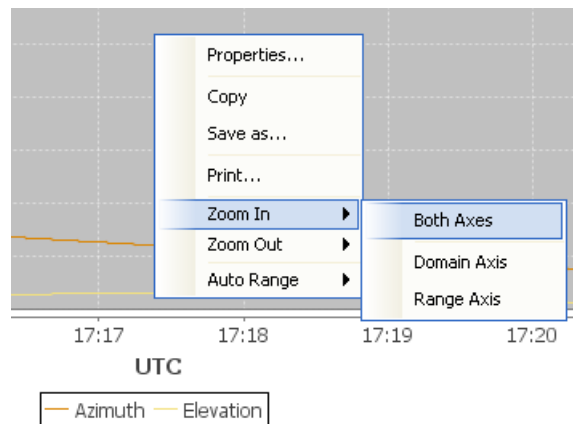 Properties...
Copy
Save as...
Print...
Zoom In
Zoom Out
Auto Range
Both Axes
Domain Axis
Range Axis
17:17 17:18 17:19 17:20
UTC
Azimuth Elevation